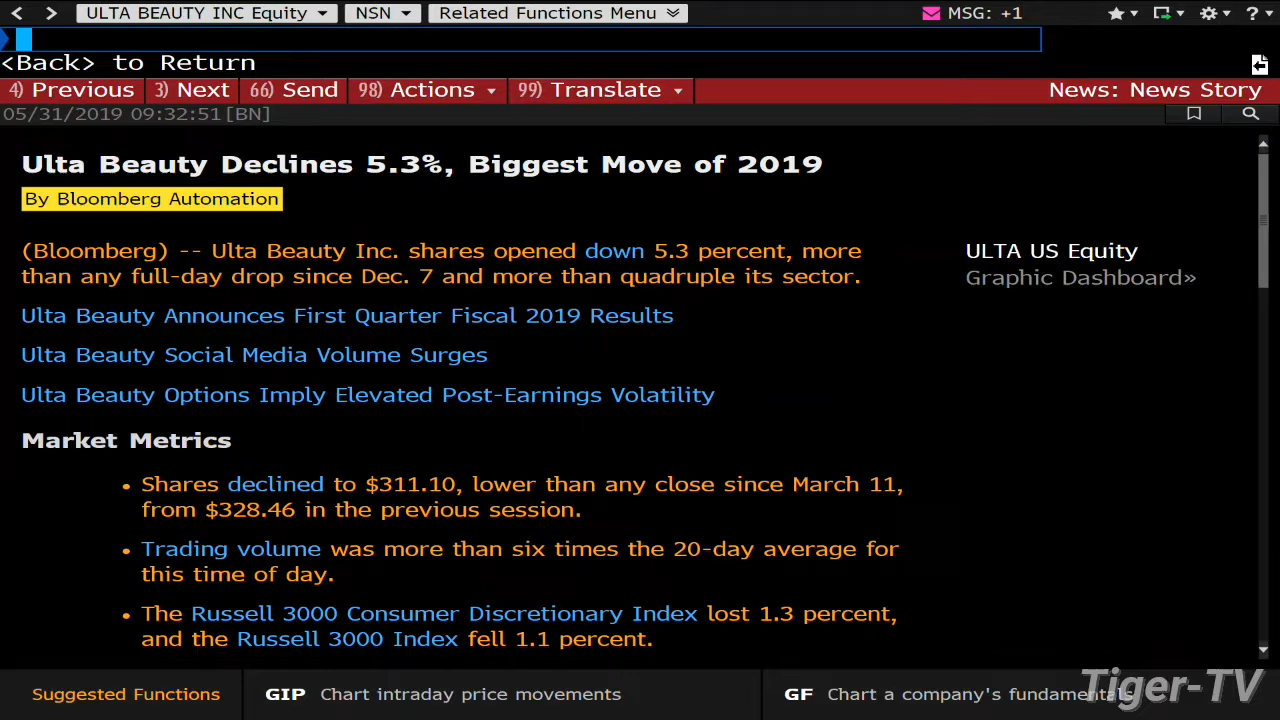 < > ULTA BEAUTY INC Equity NSN Related Functions Menu MSG: +1 ?
<Back> to Return
4) Previous 3) Next 66) Send 98) Actions 99) Translate News: News Story
05/31/2019 09:32:51[BN]
Ulta Beauty Declines 5.3%, Biggest Move of 2019
By Bloomberg Automation
(Bloomberg) -- Ulta Beauty Inc. shares opened down 5.3 percent, more
than any full-day drop since Dec. 7 and more than quadruple its sector.
ULTA US Equity
Graphic Dashboard»
Ulta Beauty Announces First Quarter Fiscal 2019 Results
Ulta Beauty Social Media Volume Surges
Ulta Beauty Options Imply Elevated Post-Earnings Volatility
Market Metrics
• Shares declined to $311.10, lower than any close since March 11,
from $328.46 in the previous session.
• Trading volume was more than six times the 20-day average for
this time of day.
• The Russell 3000 Consumer Discretionary Index lost 1.3 percent,
and the Russell 3000 Index fell 1.1 percent.
Suggested Functions GIP Chart intraday price movements GF Chart a company's fundamentals
Tiger-TV